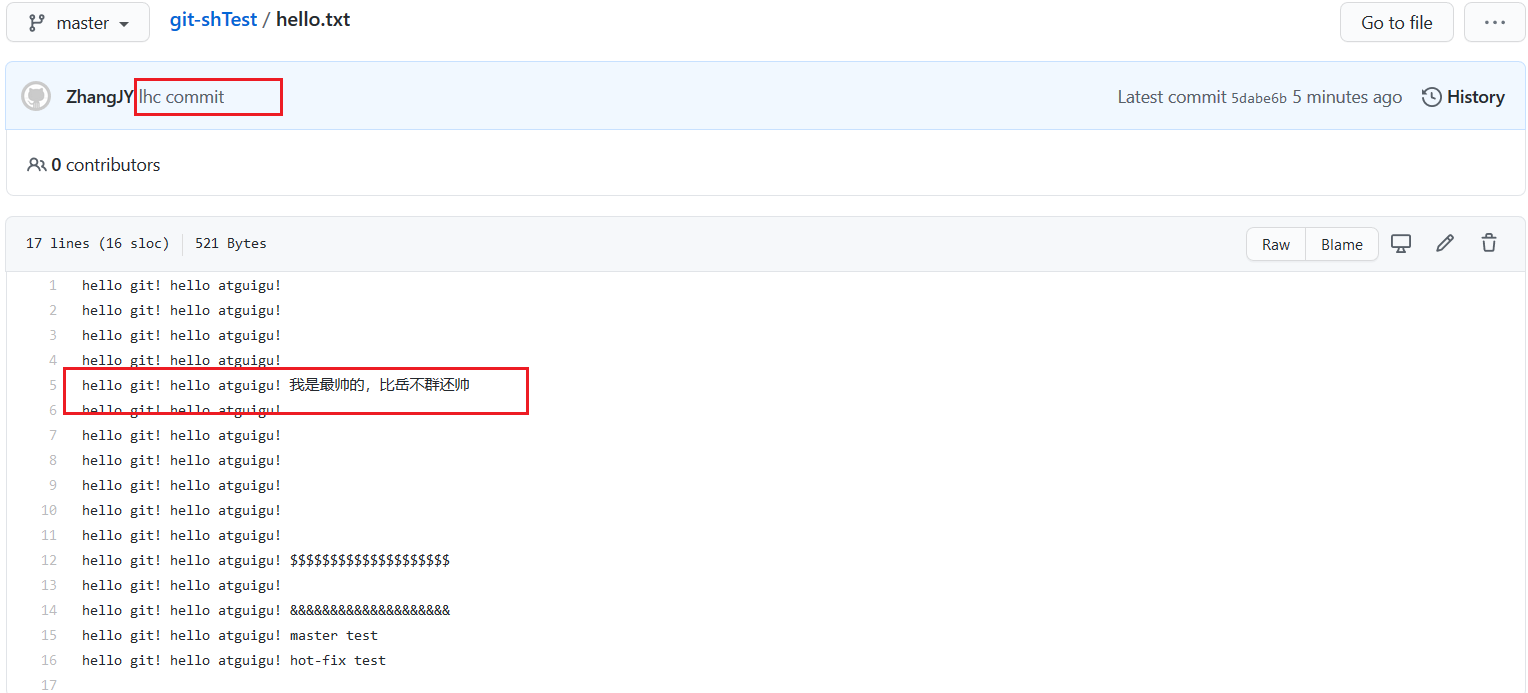 master git-shTest / hello.txt Go to file ...
ZhangJY lhc commit Latest commit 5dabe6b 5 minutes ago History
0 contributors
17 lines (16 sloc) 521 Bytes Raw Blame
1 hello git! hello atguigu!
2 hello git! hello atguigu!
3 hello git! hello atguigu!
4 hello git! hello atguigu!
5 hello git! hello atguigu! 我是最帅的，比岳不群还帅
6 hello git! hello atguigu!
7 hello git! hello atguigu!
8 hello git! hello atguigu!
9 hello git! hello atguigu!
10 hello git! hello atguigu!
11 hello git! hello atguigu!
12 hello git! hello atguigu! $$$$$$$$$$$$$$$$$$$$
13 hello git! hello atguigu!
14 hello git! hello atguigu! &&&&&&&&&&&&&&&&&&&&
15 hello git! hello atguigu! master test
16 hello git! hello atguigu! hot-fix test
17